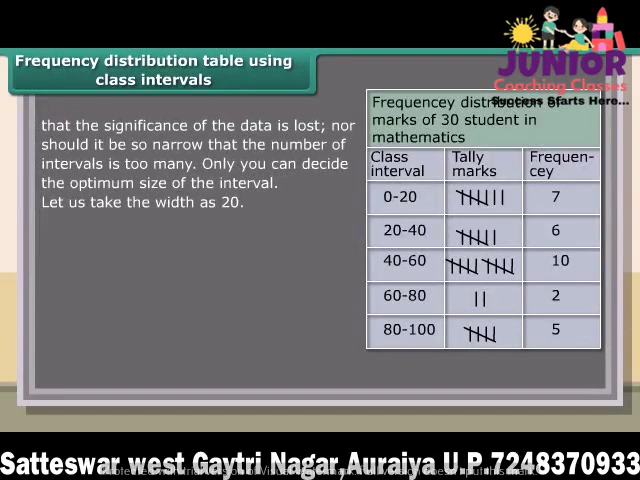 JUNIOR
Coaching Classes
Success Starts Here...
Frequency distribution table using
class intervals
that the significance of the data is lost; nor
should it be so narrow that the number of
intervals is too many. Only you can decide
the optimum size of the interval.
Let us take the width as 20.
Frequencey distribution of
marks of 30 student in
mathematics
Class interval Tally marks Frequen-cey
0-20 7
20-40 6
40-60 10
60-80 2
80-100 5
Satteswar west Gaytri Nagar,Auraiya U.P 7248370933